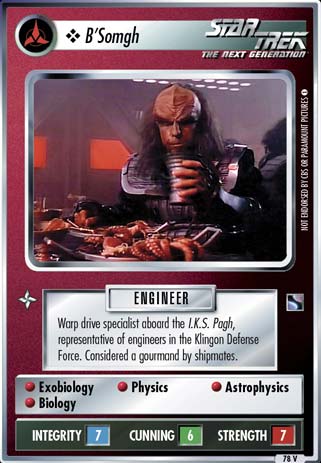 B'Somgh
STAR TREK
THE NEXT GENERATION
NOT ENDORSED BY CBS OR PARAMOUNT PICTURES
ENGINEER
Warp drive specialist aboard the I.K.S. Pagh,
representative of engineers in the Klingon Defense
Force. Considered a gourmand by shipmates.
Exobiology Physics Astrophysics
Biology
INTEGRITY 7 CUNNING 6 STRENGTH 7
78 V